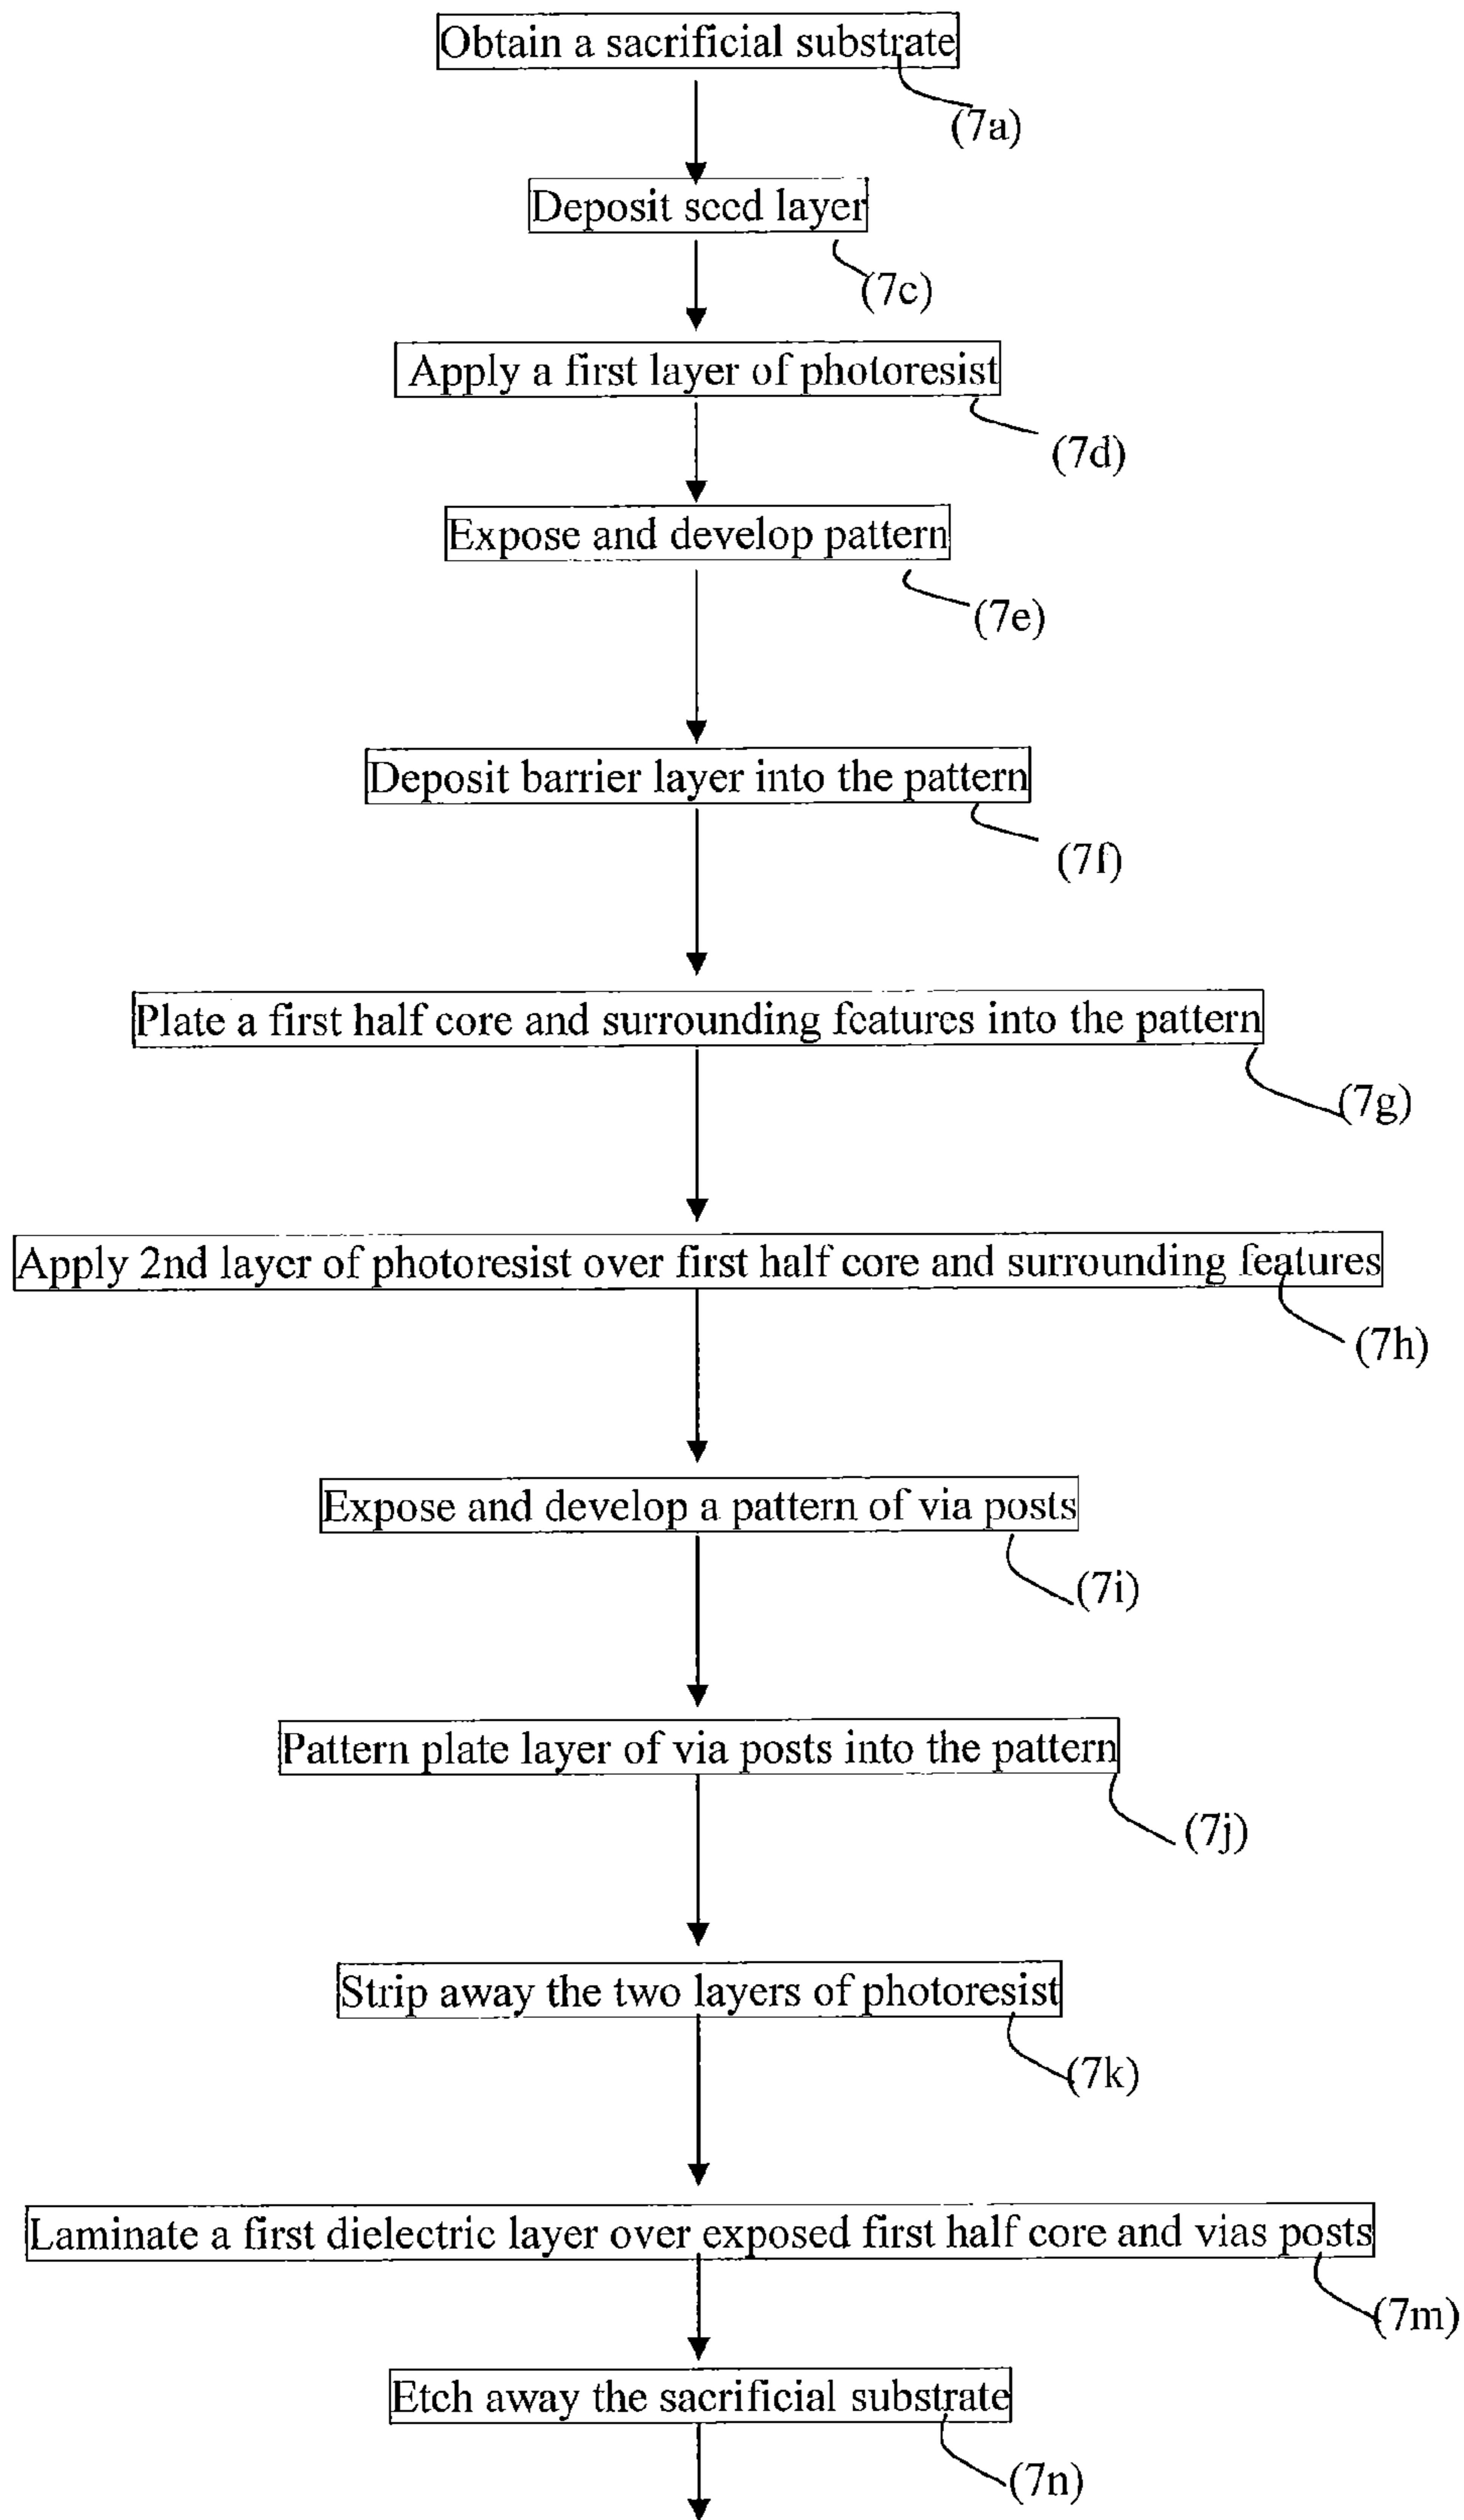 Obtain a sacrificial substrate
(7a)
Deposit seed layer
(7c)
Apply a first layer of photoresist
(7d)
Expose and develop pattern
(7e)
Deposit barrier layer into the pattern
(7f)
Plate a first half core and surrounding features into the pattern
(7g)
Apply 2nd layer of photoresist over first half core and surrounding features
(7h)
Expose and develop a pattern of via posts
(7i)
Pattern plate layer of via posts into the pattern
(7j)
Strip away the two layers of photoresist
(7k)
Laminate a first dielectric layer over exposed first half core and vias posts
(7m)
Etch away the sacrificial substrate
(7n)